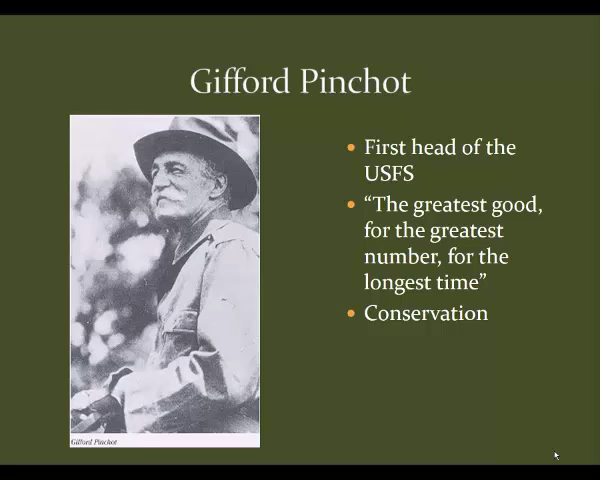 Gifford Pinchot
• First head of the
USFS
• “The greatest good,
for the greatest
number, for the
longest time”
• Conservation
Gifford Pinchot